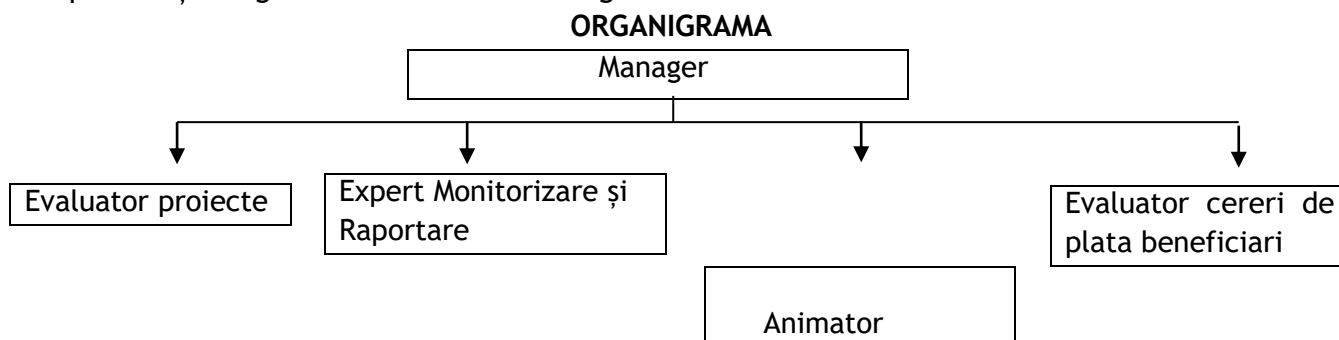 ORGANIGRAMA
Manager
Evaluator proiecte
Expert Monitorizare și
Raportare
Evaluator cereri de
plata beneficiari
Animator